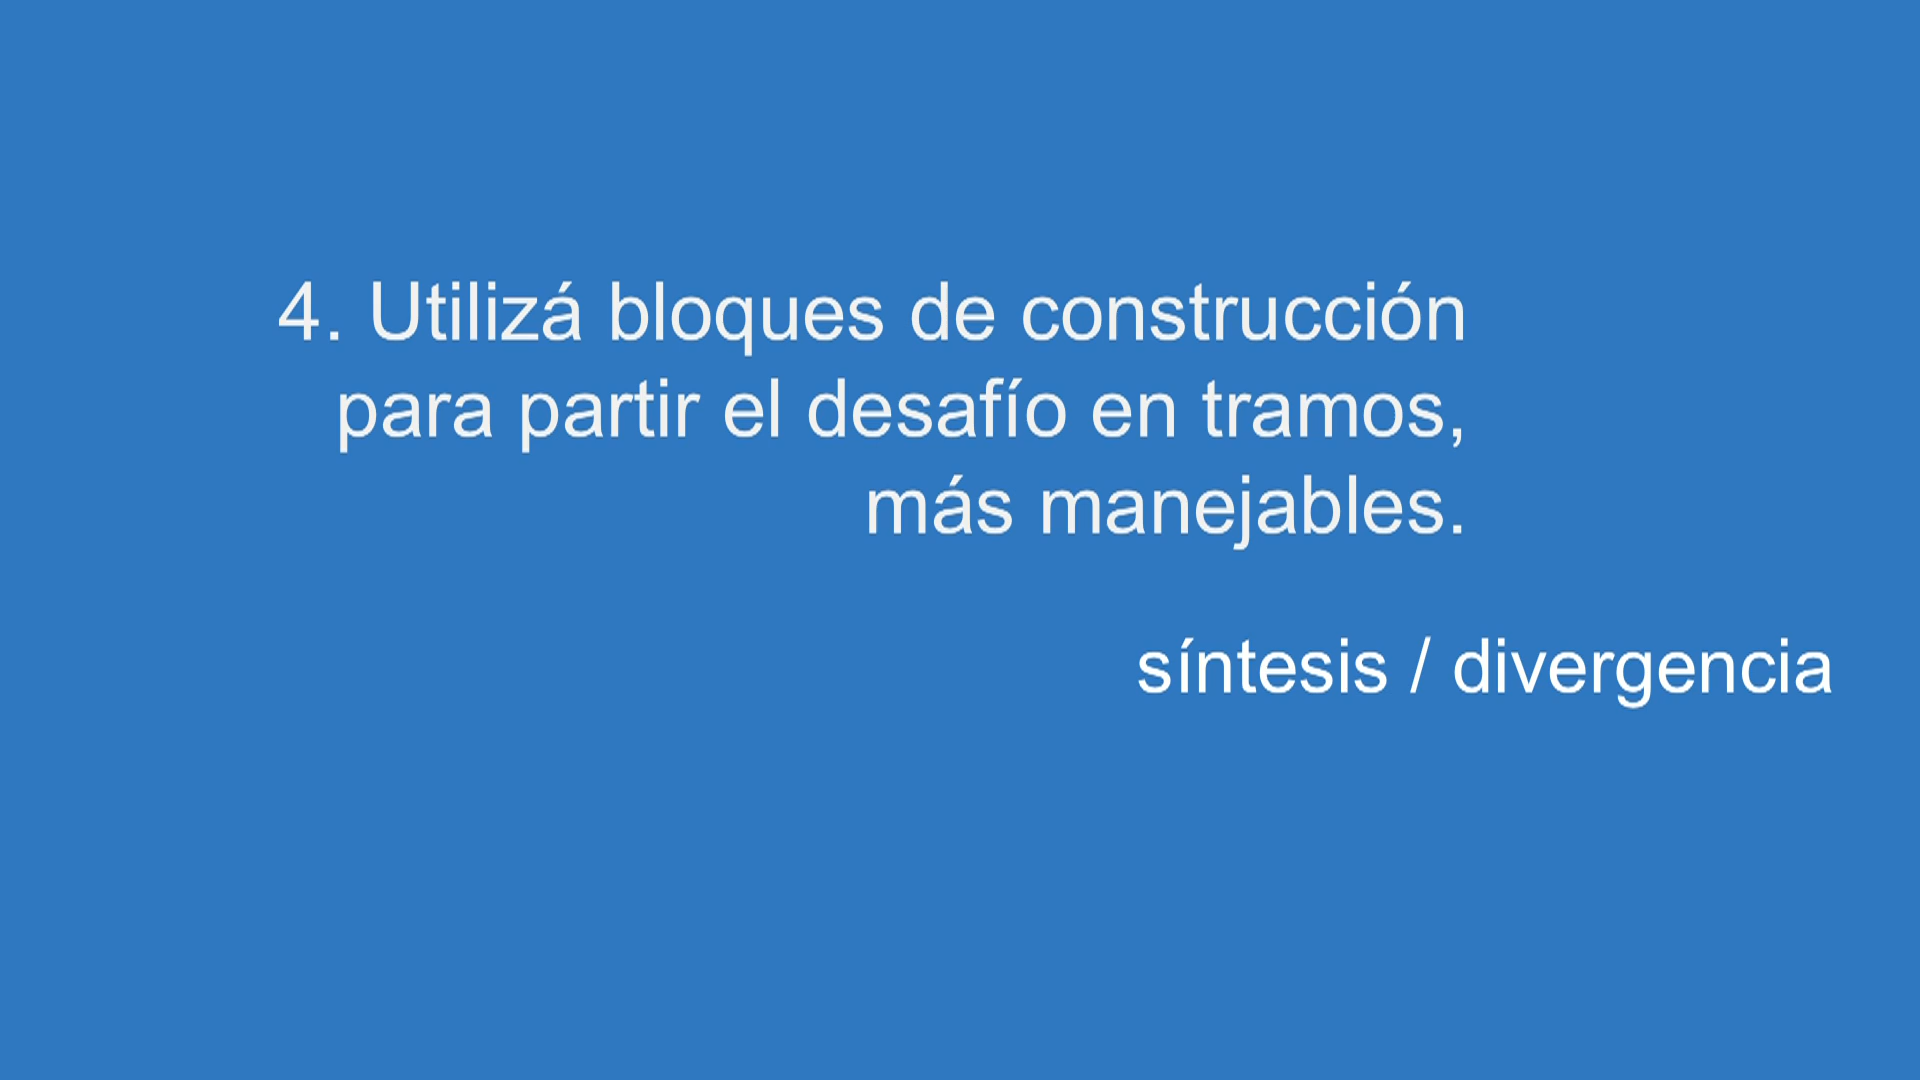 4. Utilizá bloques de construcción
para partir el desafío en tramos,
más manejables.
síntesis / divergencia